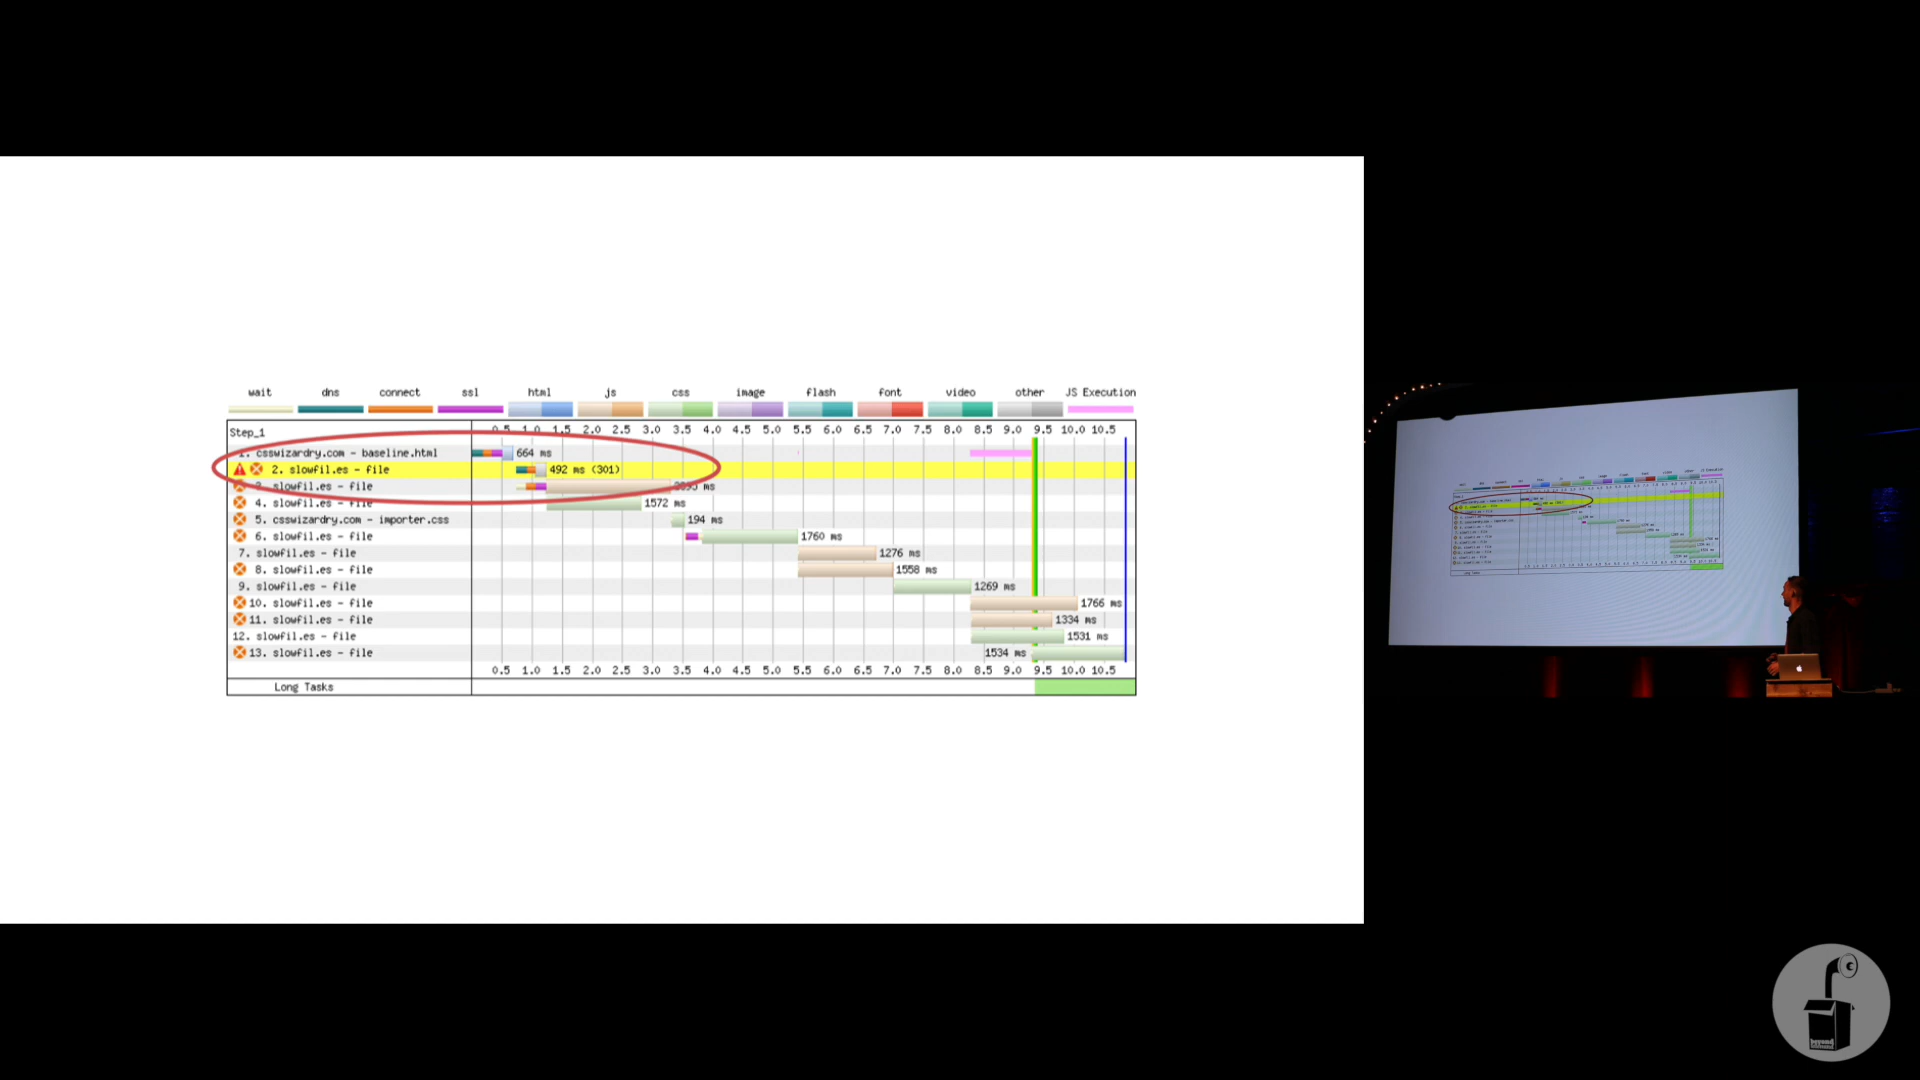 wait dns connect ssl html js css image flash font video other JS Execution
Step_1 0.5 1.0 1.5 2.0 2.5 3.0 3.5 4.0 4.5 5.0 5.5 6.0 6.5 7.0 7.5 8.0 8.5 9.0 9.5 10.0 10.5
1. csswizardry.com - baseline.html 664 ms
2. slowfil.es - file 492 ms (301)
3. slowfil.es - file ms
4. slowfil.es - file 1572 ms
5. csswizardry.com - importer.css 194 ms
6. slowfil.es - file 1760 ms
7. slowfil.es - file 1276 ms
8. slowfil.es - file 1558 ms
9. slowfil.es - file 1269 ms
10. slowfil.es - file 1766 ms
11. slowfil.es - file 1334 ms
12. slowfil.es - file 1531 ms
13. slowfil.es - file 1534 ms
0.5 1.0 1.5 2.0 2.5 3.0 3.5 4.0 4.5 5.0 5.5 6.0 6.5 7.0 7.5 8.0 8.5 9.0 9.5 10.0 10.5
Long Tasks
beyond